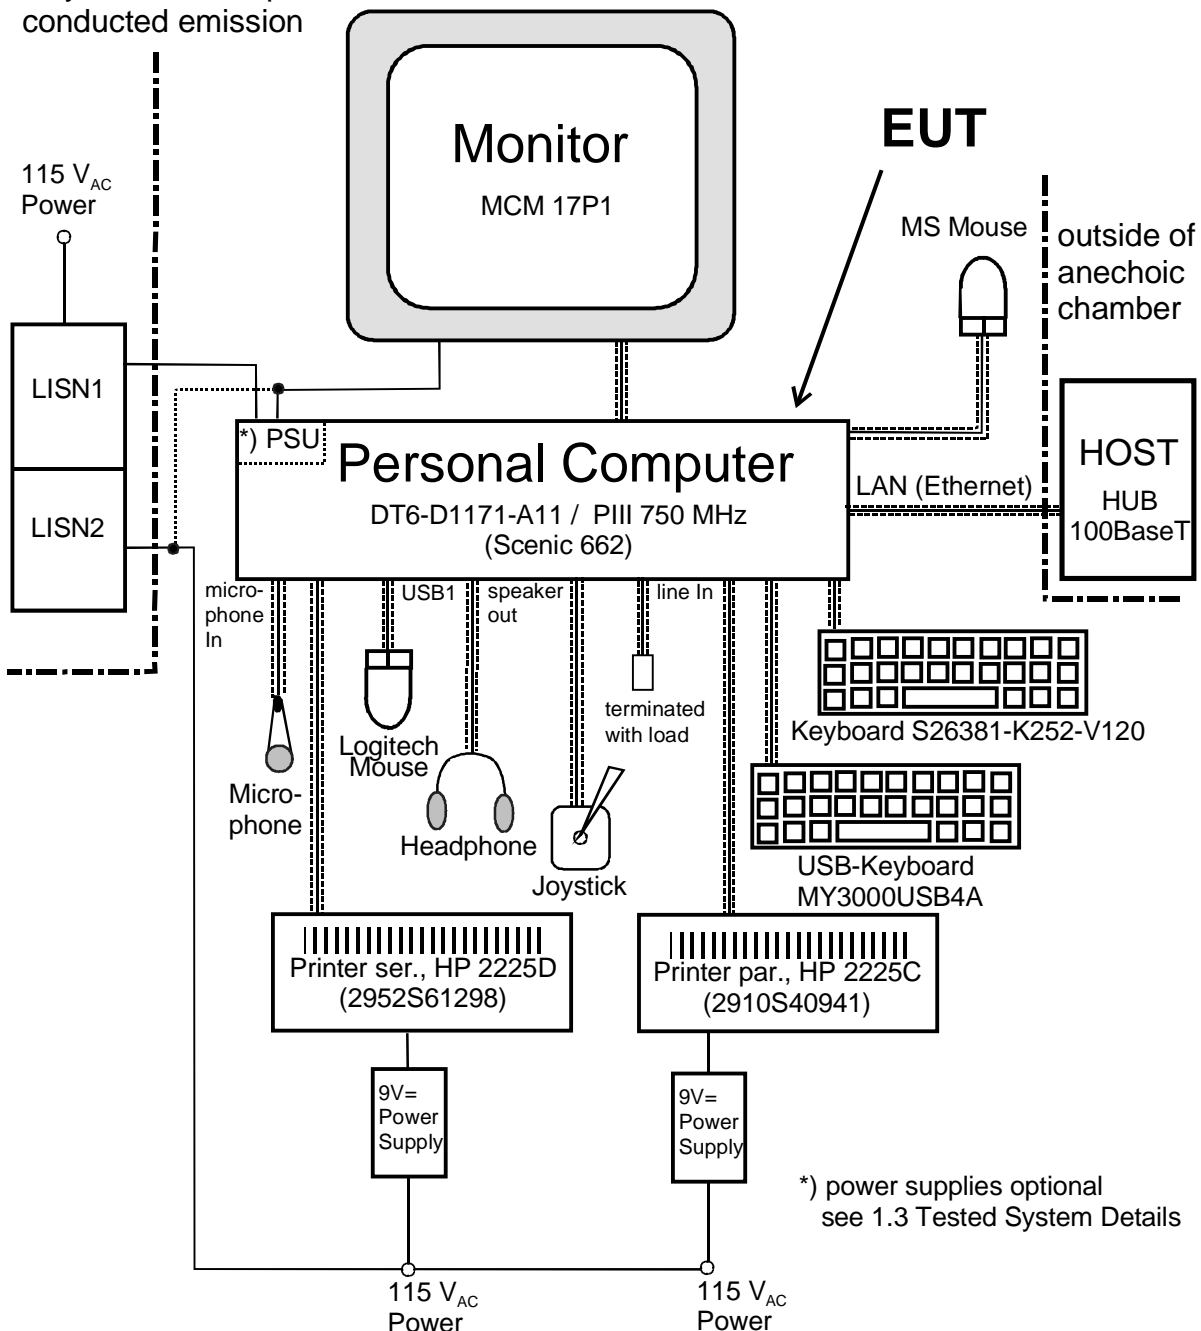 conducted emission
Monitor
MCM 17P1
EUT
115 VAC
Power
MS Mouse
outside of
anechoic
chamber
LISN1
LISN2
*) PSU
Personal Computer
DT6-D1171-A11 / PIII 750 MHz
(Scenic 662)
LAN (Ethernet)
HOST
HUB
100BaseT
micro-
phone
In
USB1
speaker
out
line In
terminated
with load
Keyboard S26381-K252-V120
Logitech
Mouse
Micro-
phone
Headphone
Joystick
USB-Keyboard
MY3000USB4A
Printer ser., HP 2225D
(2952S61298)
Printer par., HP 2225C
(2910S40941)
9V=
Power
Supply
9V=
Power
Supply
*) power supplies optional
see 1.3 Tested System Details
115 VAC
Power
115 VAC
Power